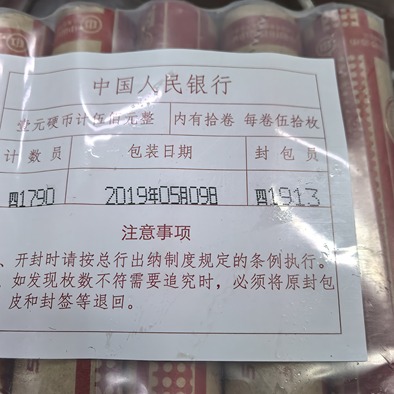 中国人民银行
壹元硬币计伍佰元整 内有拾卷 每卷伍拾枚
计数员 包装日期 封包员
四1790 2019年05月09日 四1913
注意事项
、开封时请按总行出纳制度规定的条例执行。
、如发现枚数不符需要追究时，必须将原封包
皮和封签等退回。